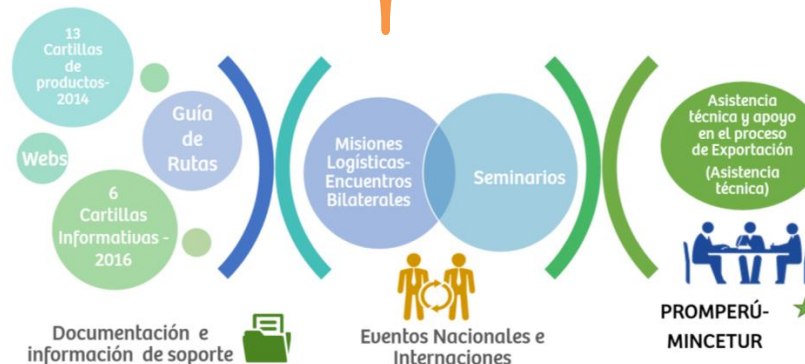 13
Cartillas
de
productos-
2014
Guía
de
Rutas
Webs
6
Cartillas
Informativas -
2016
Documentación e
información de soporte
Misiones
Logísticas-
Encuentros
Bilaterales
Seminarios
Eventos Nacionales e
Internaciones
Asistencia
técnica y apoyo
en el proceso
de Exportación
(Asistencia
técnica)
PROMPERÚ-
MINCETUR